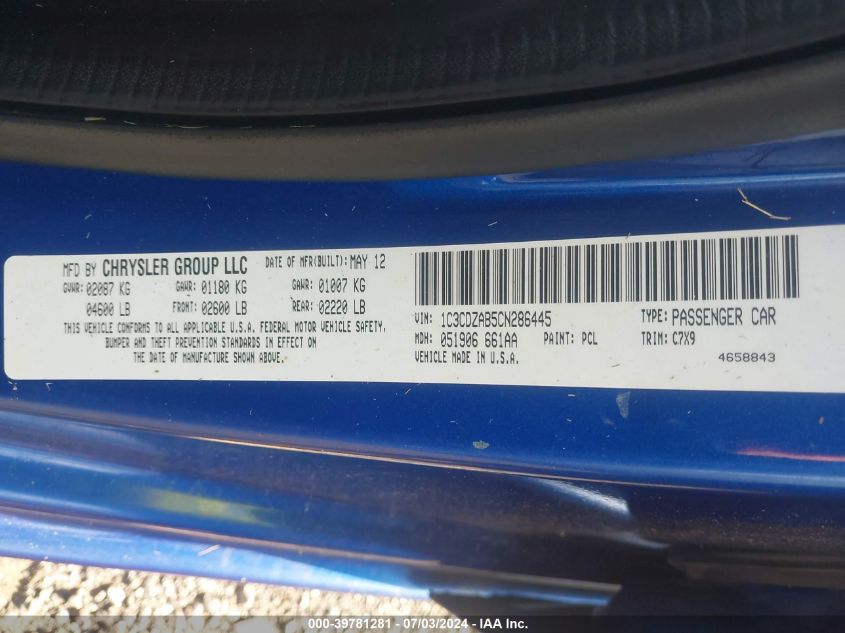 MFD BY CHRYSLER GROUP LLC DATE OF MFR(BUILT): MAY 12
GVWR: 02087 KG GAWR: 01180 KG GAWR: 01007 KG
04600 LB FRONT: 02600 LB REAR: 02220 LB
THIS VEHICLE CONFORMS TO ALL APPLICABLE U.S.A. FEDERAL MOTOR VEHICLE SAFETY,
BUMPER AND THEFT PREVENTION STANDARDS IN EFFECT ON
THE DATE OF MANUFACTURE SHOWN ABOVE.
VIN: 1C3CDZAB5CN286445 TYPE: PASSENGER CAR
MDH: 051906 661AA PAINT: PCL TRIM: C7X9
VEHICLE MADE IN U.S.A. 4658843
000-39781281 - 07/03/2024 - © IAA Inc.